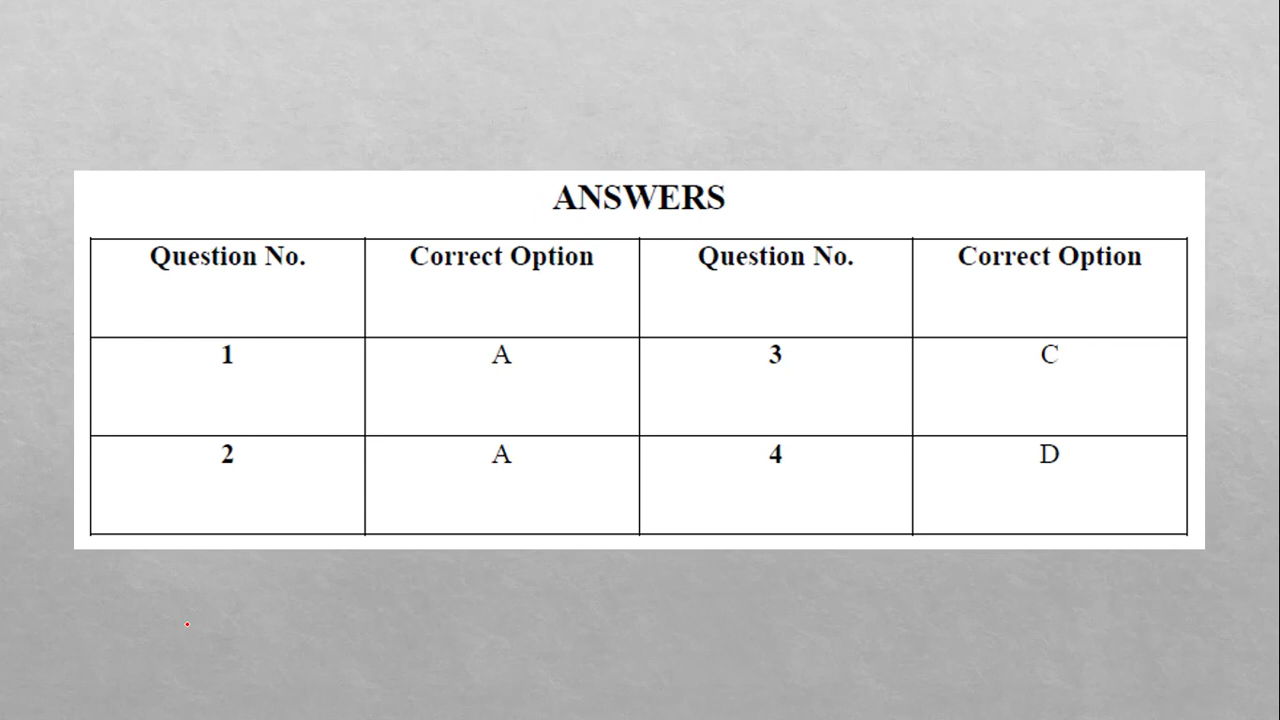 ANSWERS
Question No. Correct Option Question No. Correct Option
1 A 3 C
2 A 4 D